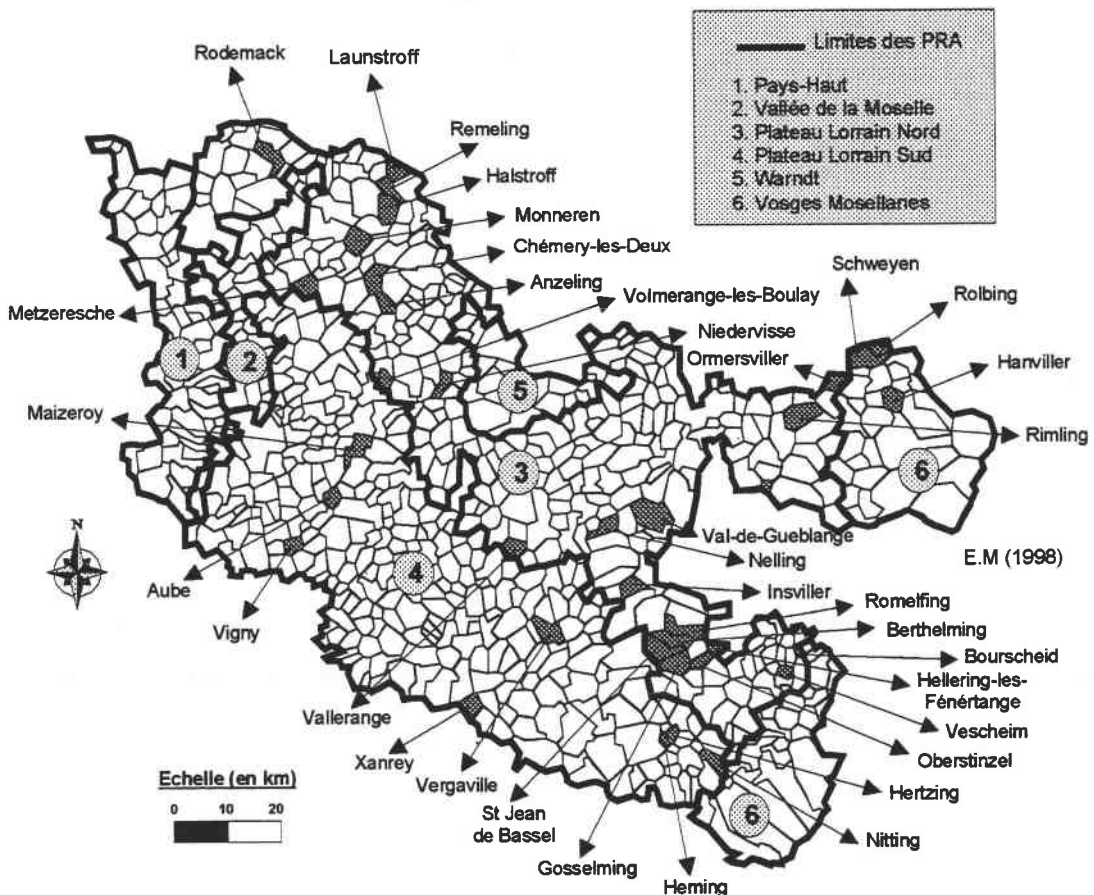 Rodemack
Launstroff
Remeling
Halstroff
Monneren
Chémery-les-Deux
Anzeling
Volmerange-les-Boulay
Niedervisse
Ormersviller
Schweyen
Rolbing
Hanviller
Rimling
Limites des PRA
1. Pays-Haut
2. Vallée de la Moselle
3. Plateau Lorrain Nord
4. Plateau Lorrain Sud
5. Warndt
6. Vosges Mosellanes
Metzeresche
Maizeroy
1
2
5
3
6
4
6
N
Aube
Vigny
Vallerange
Xanrey
Vergaville
St Jean
de Bassel
Gosselming
Heming
Val-de-Gueblange
Nelling
E.M (1998)
Insviller
Romelfing
Berthelming
Bourscheid
Hellering-les-
Fénértange
Vescheim
Oberstinzel
Hertzing
Nitting
Echelle (en km)
0 10 20